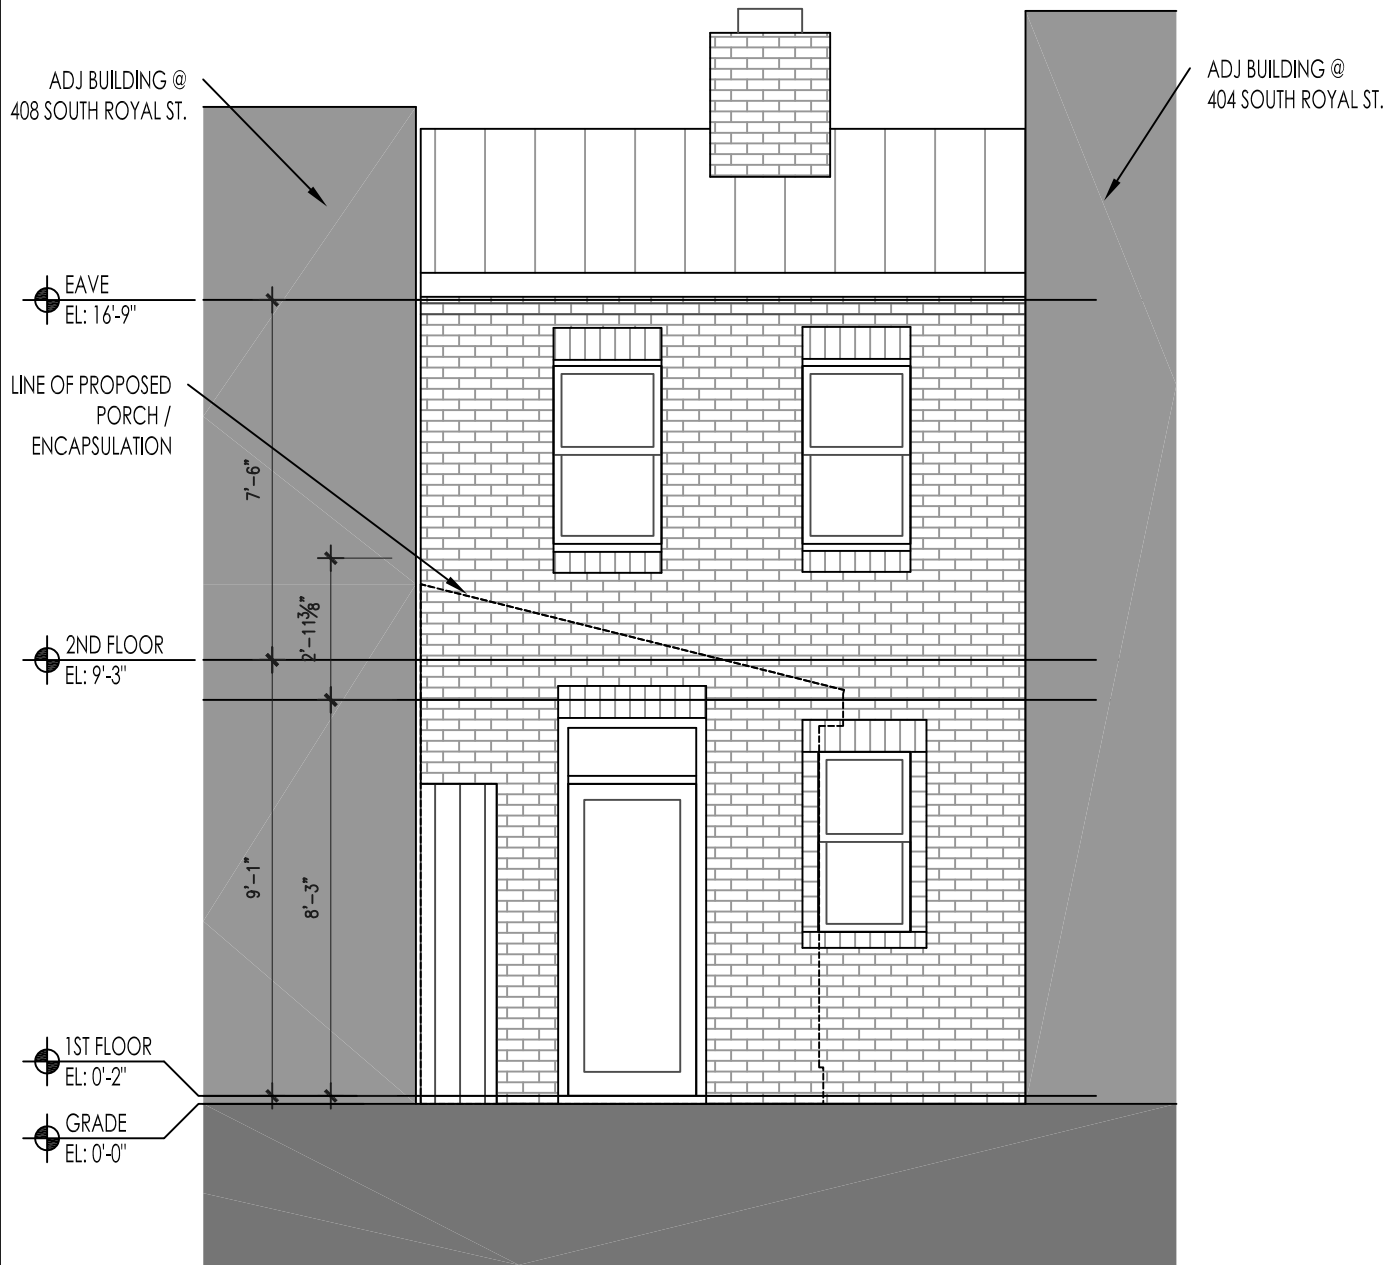 ADJ BUILDING @
408 SOUTH ROYAL ST.
ADJ BUILDING @
404 SOUTH ROYAL ST.
EAVE
EL: 16'-9"
LINE OF PROPOSED
PORCH /
ENCAPSULATION
7'-6"
2'-11⅜"
2ND FLOOR
EL: 9'-3"
9'-1"
8'-3"
1ST FLOOR
EL: 0'-2"
GRADE
EL: 0'-0"